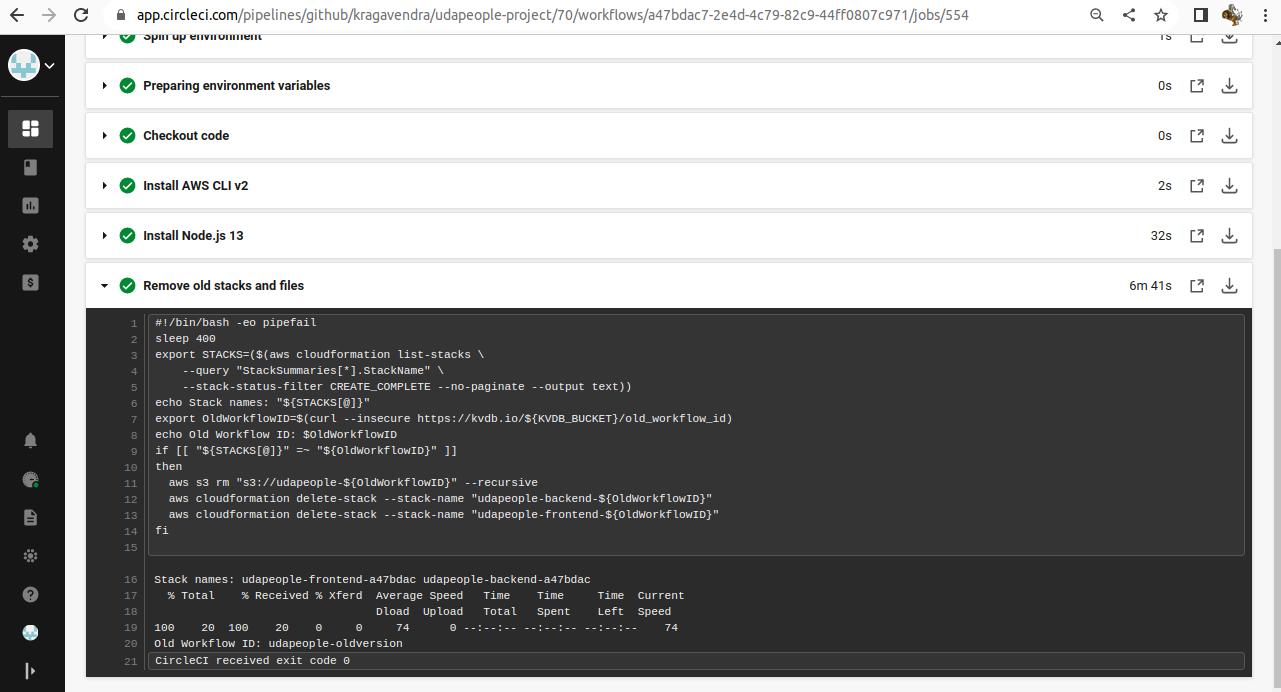 app.circleci.com/pipelines/github/kragavendra/udapeople-project/70/workflows/a47bdac7-2e4d-4c79-82c9-44ff0807c971/jobs/554
Spin up environment 1s
Preparing environment variables 0s
Checkout code 0s
Install AWS CLI v2 2s
Install Node.js 13 32s
Remove old stacks and files 6m 41s
1 #!/bin/bash -eo pipefail
2 sleep 400
3 export STACKS=($(aws cloudformation list-stacks \
4     --query "StackSummaries[*].StackName" \
5     --stack-status-filter CREATE_COMPLETE --no-paginate --output text))
6 echo Stack names: "${STACKS[@]}"
7 export OldWorkflowID=$(curl --insecure https://kvdb.io/${KVDB_BUCKET}/old_workflow_id)
8 echo Old Workflow ID: $OldWorkflowID
9 if [[ "${STACKS[@]}" =~ "${OldWorkflowID}" ]]
10 then
11   aws s3 rm "s3://udapeople-${OldWorkflowID}" --recursive
12   aws cloudformation delete-stack --stack-name "udapeople-backend-${OldWorkflowID}"
13   aws cloudformation delete-stack --stack-name "udapeople-frontend-${OldWorkflowID}"
14 fi
15
16 Stack names: udapeople-frontend-a47bdac udapeople-backend-a47bdac
17   % Total    % Received % Xferd  Average Speed   Time    Time     Time  Current
18                                  Dload  Upload   Total   Spent    Left  Speed
19 100    20  100    20    0     0     74      0 --:--:-- --:--:-- --:--:--    74
20 Old Workflow ID: udapeople-oldversion
21 CircleCI received exit code 0